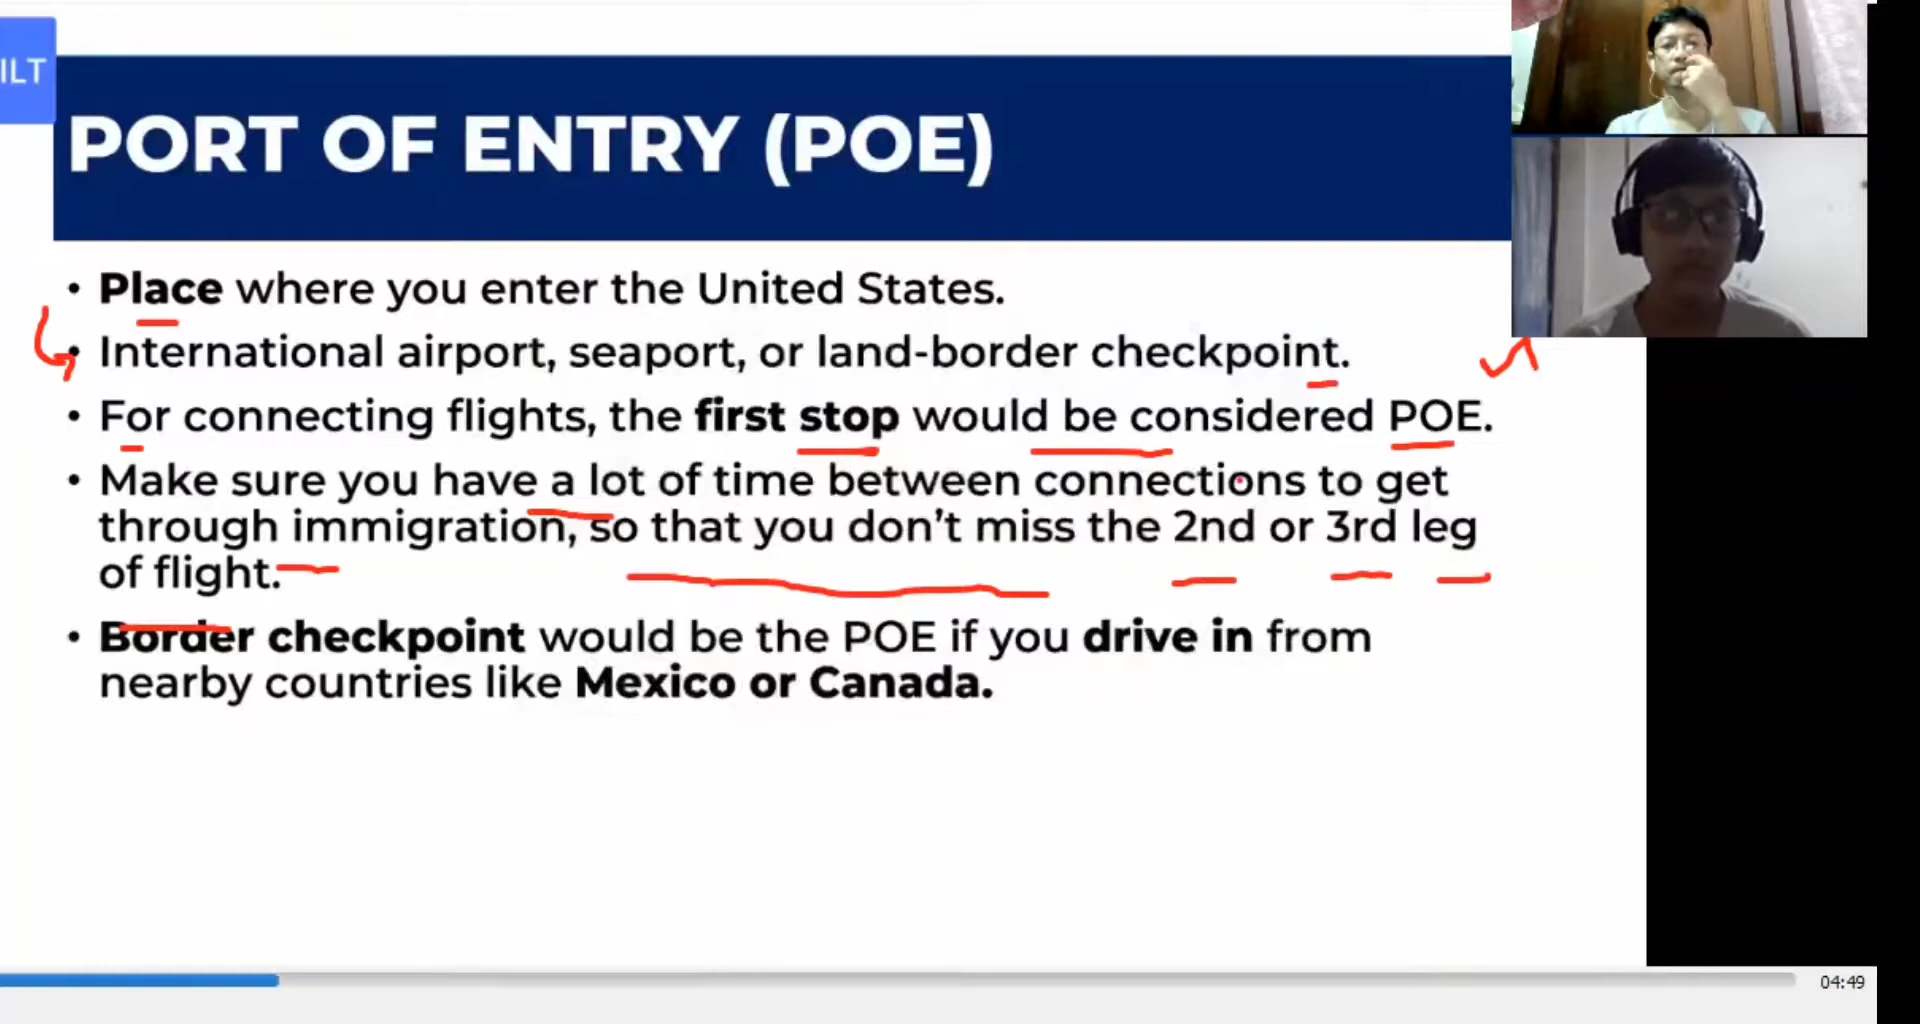 ILT
PORT OF ENTRY (POE)
• Place where you enter the United States.
• International airport, seaport, or land-border checkpoint.
• For connecting flights, the first stop would be considered POE.
• Make sure you have a lot of time between connections to get
through immigration, so that you don't miss the 2nd or 3rd leg
of flight.
• Border checkpoint would be the POE if you drive in from
nearby countries like Mexico or Canada.
04:49